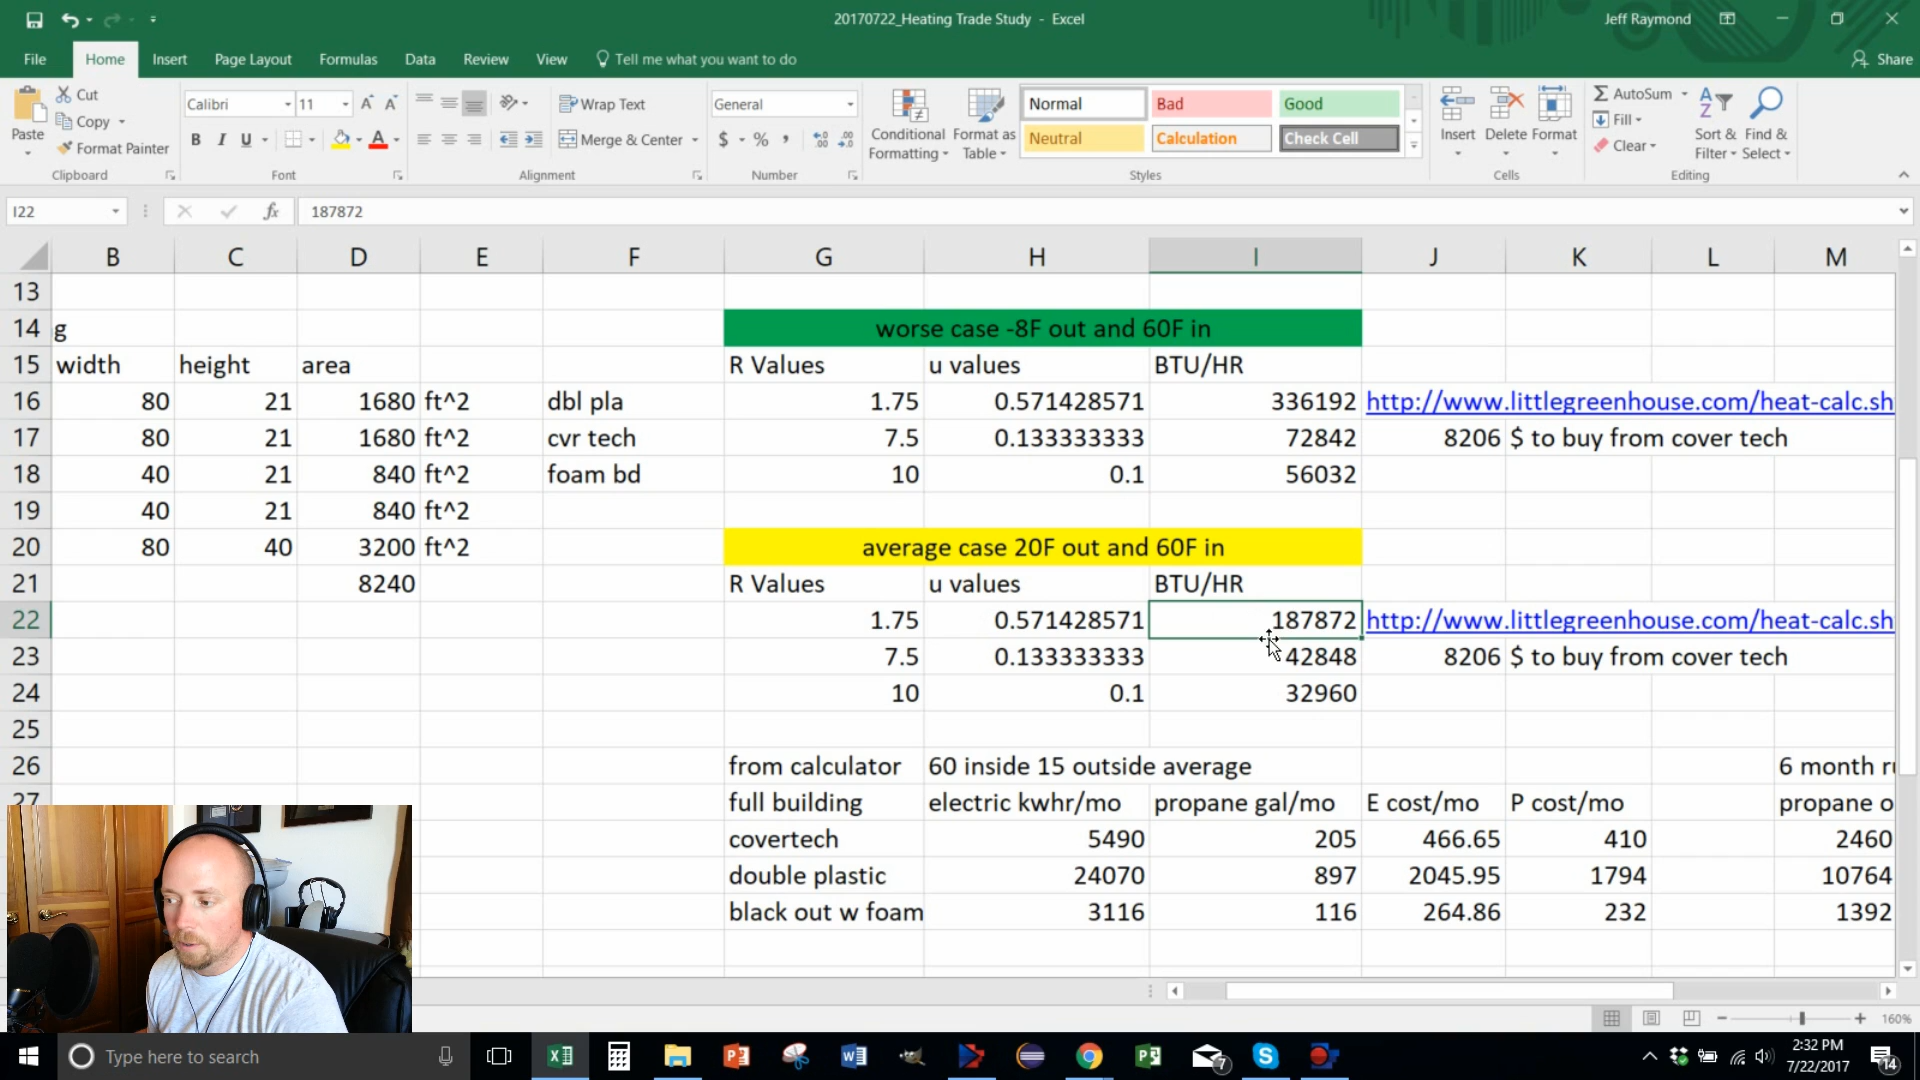 20170722_Heating Trade Study - Excel
Jeff Raymond
File Home Insert Page Layout Formulas Data Review View Tell me what you want to do
Share
Cut
Copy
Format Painter
Paste
Clipboard
Calibri 11
B I U
Font
Wrap Text
Merge & Center
Alignment
General
$ % ,
Number
Conditional Formatting
Format as Table
Normal Bad Good
Neutral Calculation Check Cell
Styles
Insert Delete Format
Cells
AutoSum
Fill
Clear
Sort & Filter
Find & Select
Editing
I22 fx 187872
B C D E F G H I J K L M
13
14 g worse case -8F out and 60F in
15 width height area R Values u values BTU/HR
16 80 21 1680 ft^2 dbl pla 1.75 0.571428571 336192 http://www.littlegreenhouse.com/heat-calc.sh
17 80 21 1680 ft^2 cvr tech 7.5 0.133333333 72842 8206 $ to buy from cover tech
18 40 21 840 ft^2 foam bd 10 0.1 56032
19 40 21 840 ft^2
20 80 40 3200 ft^2 average case 20F out and 60F in
21 8240 R Values u values BTU/HR
22 1.75 0.571428571 187872 http://www.littlegreenhouse.com/heat-calc.sh
23 7.5 0.133333333 42848 8206 $ to buy from cover tech
24 10 0.1 32960
25
26 from calculator 60 inside 15 outside average 6 month
27 full building electric kwhr/mo propane gal/mo E cost/mo P cost/mo propane o
covertech 5490 205 466.65 410 2460
double plastic 24070 897 2045.95 1794 10764
black out w foam 3116 116 264.86 232 1392
160%
Type here to search
7
2:32 PM
7/22/2017
14